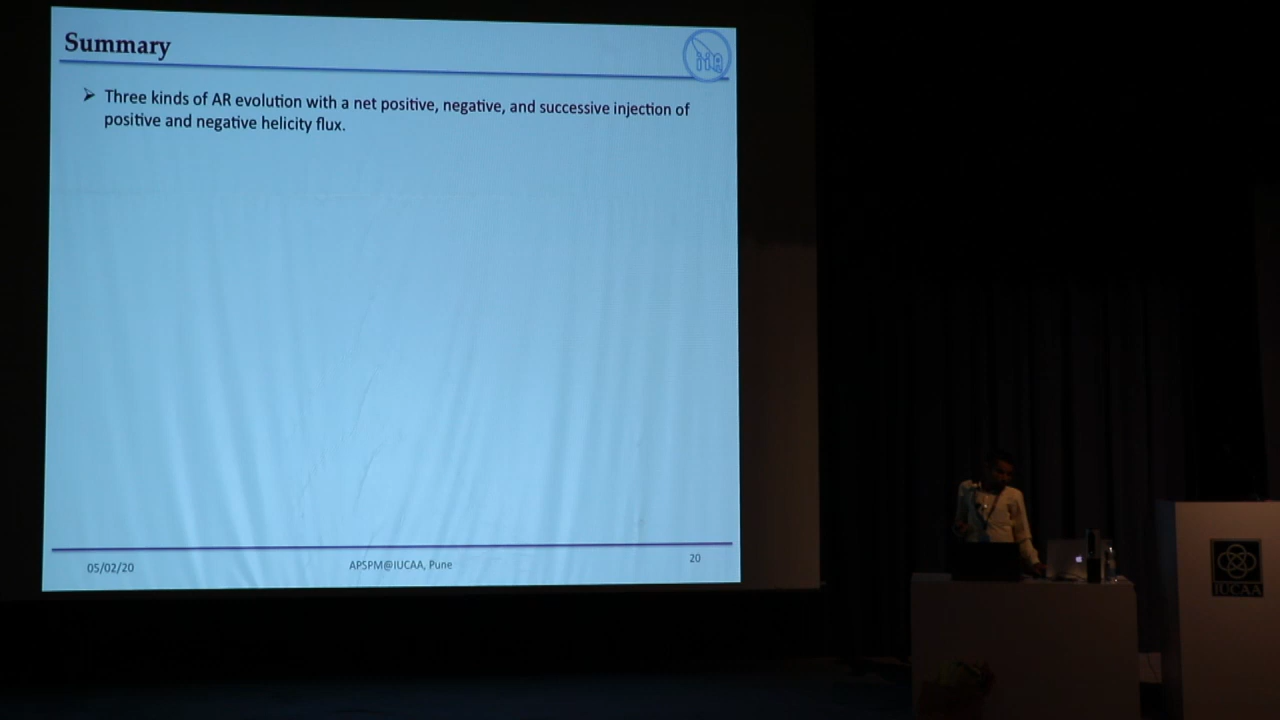 Summary
Three kinds of AR evolution with a net positive, negative, and successive injection of
positive and negative helicity flux.
05/02/20
APSPM@IUCAA, Pune
20
IUCAA